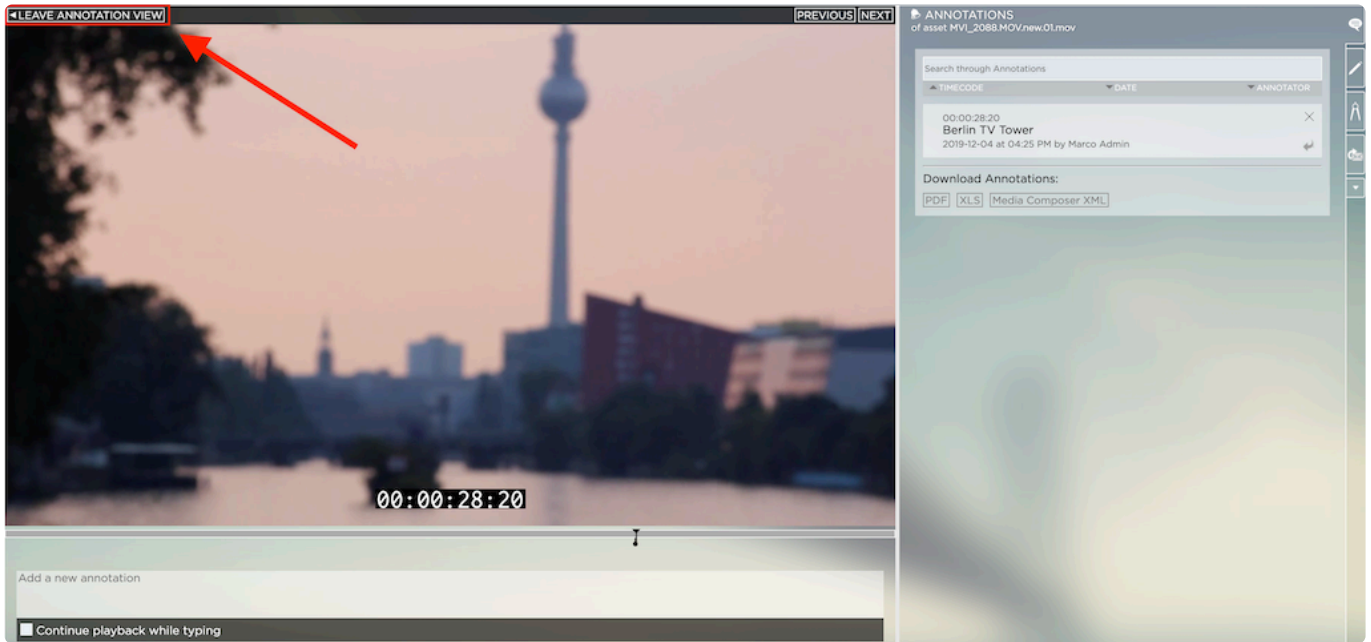 LEAVE ANNOTATION VIEW
PREVIOUS NEXT
ANNOTATIONS
of asset MVI_2088.MOV.new.01.mov
Search through Annotations
TIMECODE DATE ANNOTATOR
00:00:28:20
Berlin TV Tower
2019-12-04 at 04:25 PM by Marco Admin
Download Annotations:
PDF XLS Media Composer XML
00:00:28:20
Add a new annotation
Continue playback while typing